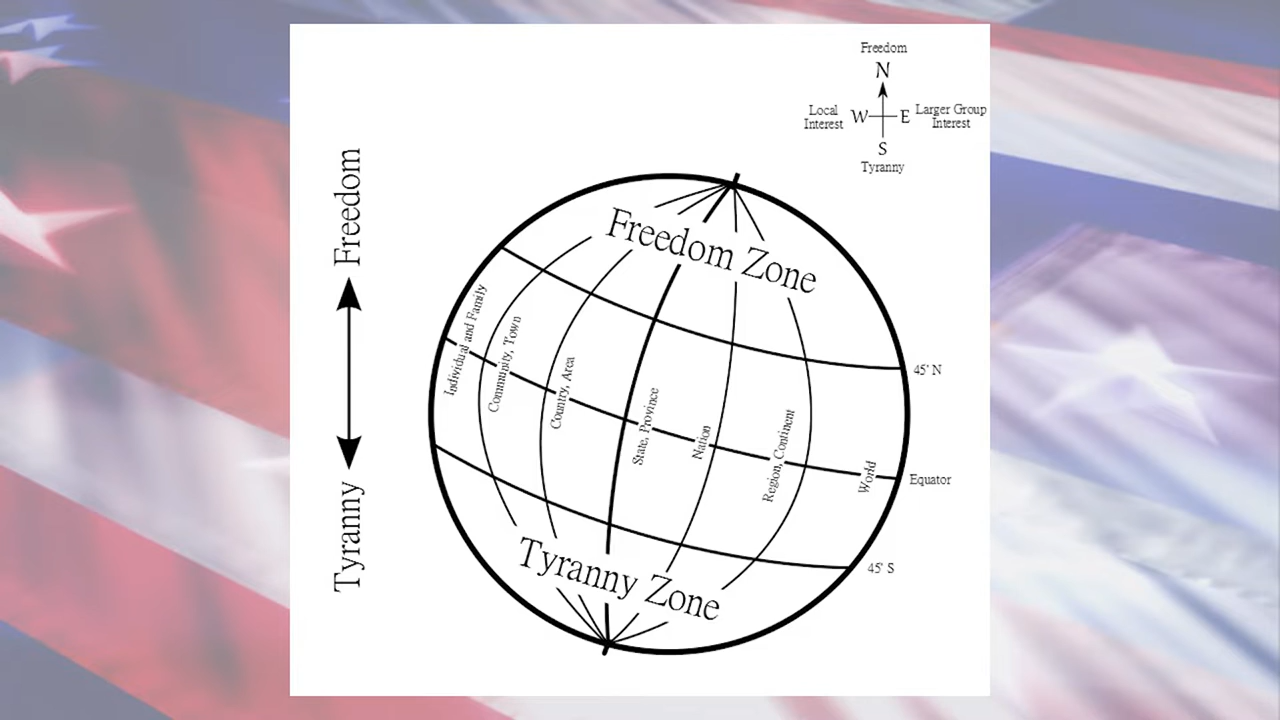 Freedom
N
Local
Interest
W
E
Larger Group
Interest
S
Tyranny
Freedom
Tyranny
Freedom Zone
Individual and Family
Community, Town
Country, Area
State, Province
Nation
Region, Continent
World
45' N
Equator
45' S
Tyranny Zone